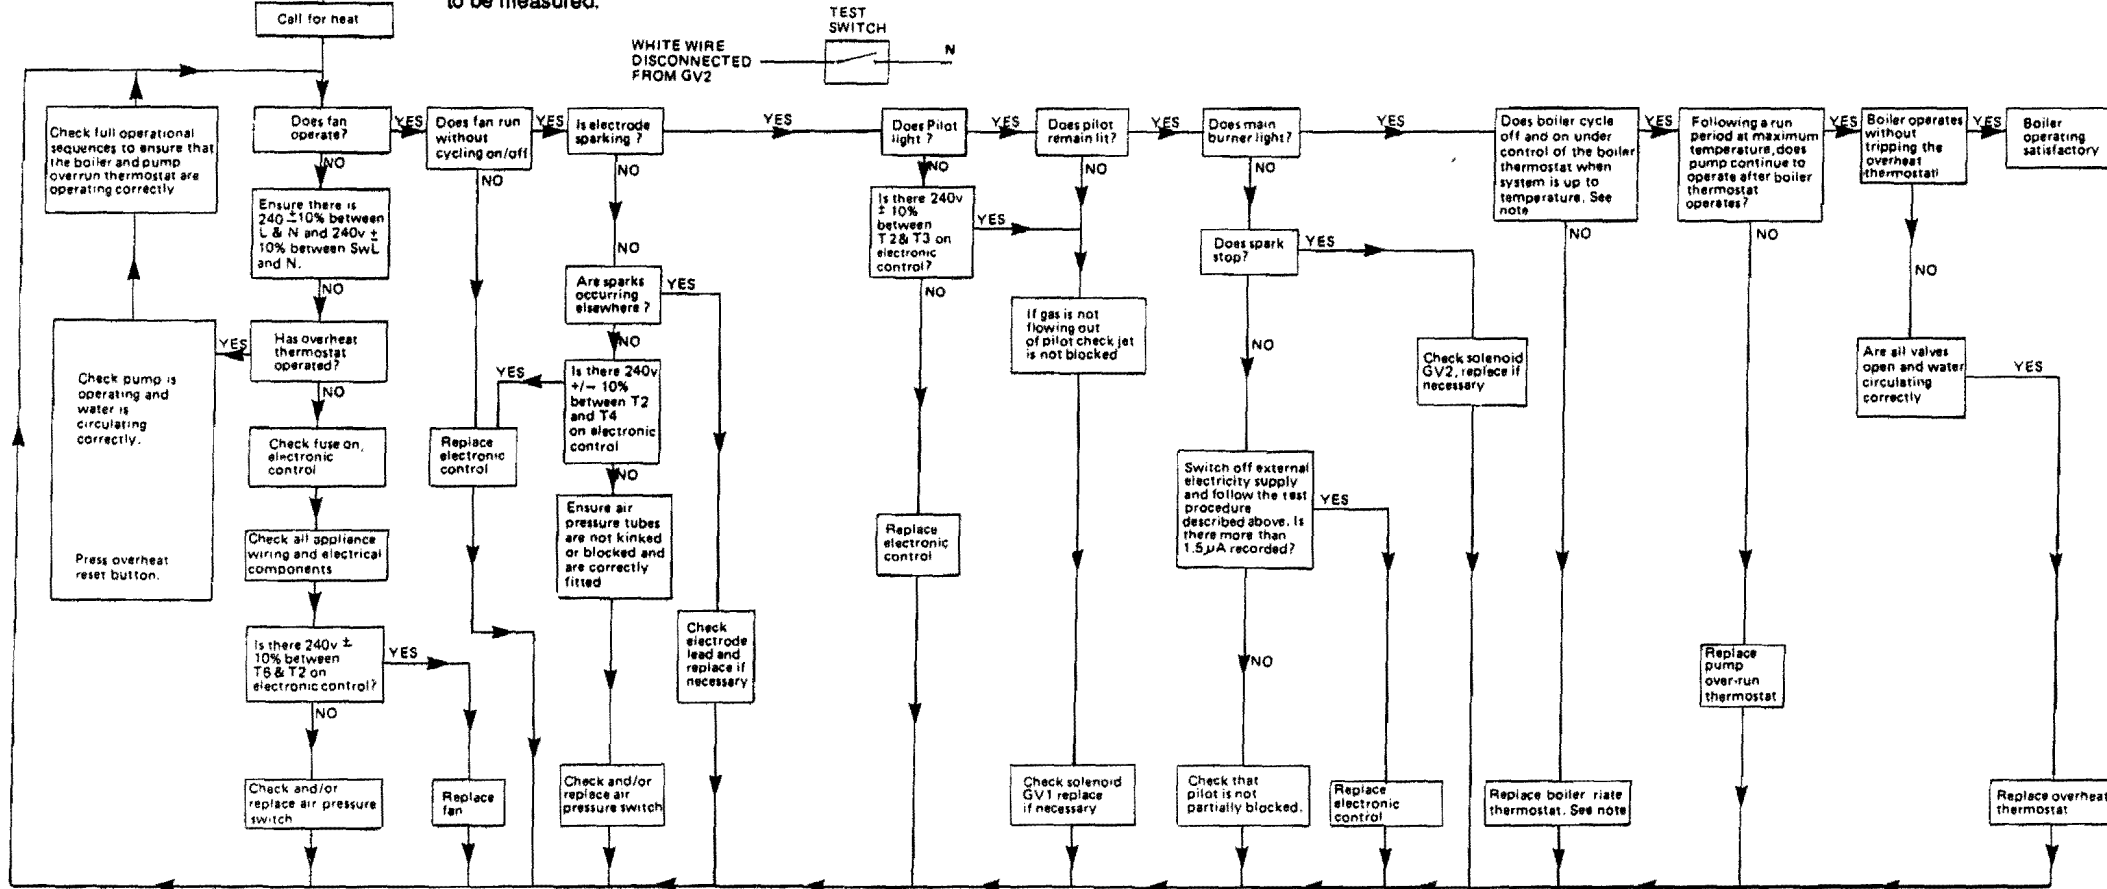 to be measured.
Call for heat
TEST
SWITCH
WHITE WIRE
DISCONNECTED
FROM GV2
N
Check full operational
sequences to ensure that
the boiler and pump
overrun thermostat are
operating correctly
Does fan
operate?
YES
Does fan run
without
cycling on/off
YES
Is electrode
sparking ?
YES
Does Pilot
light ?
YES
Does pilot
remain lit?
YES
Does main
burner light?
YES
Does boiler cycle
off and on under
control of the boiler
thermostat when
system is up to
temperature. See
note
YES
Following a run
period at maximum
temperature, does
pump continue to
operate after boiler
thermostat
operates?
YES
Boiler operates
without
tripping the
overheat
thermostat
YES
Boiler
operating
satisfactory
NO
NO
NO
NO
NO
NO
NO
NO
NO
Ensure there is
240 ±10% between
L & N and 240v ±
10% between SwL
and N.
NO
Has overheat
thermostat
operated?
YES
Check pump is
operating and
water is
circulating
correctly.
Press overheat
reset button.
NO
Check fuse on,
electronic
control
Check all appliance
wiring and electrical
components
Is there 240v ±
10% between
T6 & T2 on
electronic control?
YES
NO
Check and/or
replace air pressure
switch
Replace
fan
Replace
electronic
control
NO
Are sparks
occurring
elsewhere ?
YES
NO
Is there 240v
+/- 10%
between T2
and T4
on electronic
control
YES
NO
Ensure air
pressure tubes
are not kinked
or blocked and
are correctly
fitted
Check and/or
replace air
pressure switch
Check
electrode
lead and
replace if
necessary
Is there 240v
± 10%
between
T2 & T3 on
electronic
control?
YES
NO
Replace
electronic
control
If gas is not
flowing out
of pilot check jet
is not blocked
Check solenoid
GV1 replace
if necessary
Does spark
stop?
YES
NO
Check solenoid
GV2, replace if
necessary
Switch off external
electricity supply
and follow the test
procedure
described above. Is
there more than
1.5µA recorded?
YES
NO
Check that
pilot is not
partially blocked.
Replace
electronic
control
Replace boiler riate
thermostat. See note
Replace
pump
over-run
thermostat
Are all valves
open and water
circulating
correctly
YES
Replace overheat
thermostat